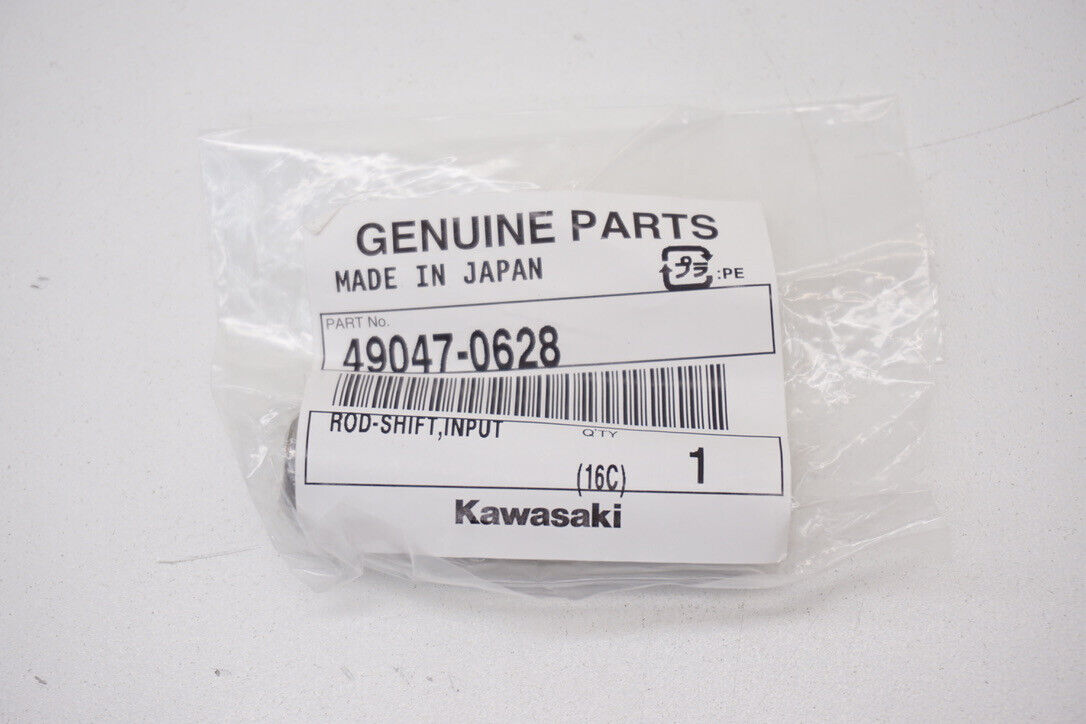 GENUINE PARTS
MADE IN JAPAN
プラ :PE
PART No.
49047-0628
ROD-SHIFT,INPUT
Q'TY
(16C) 1
Kawasaki